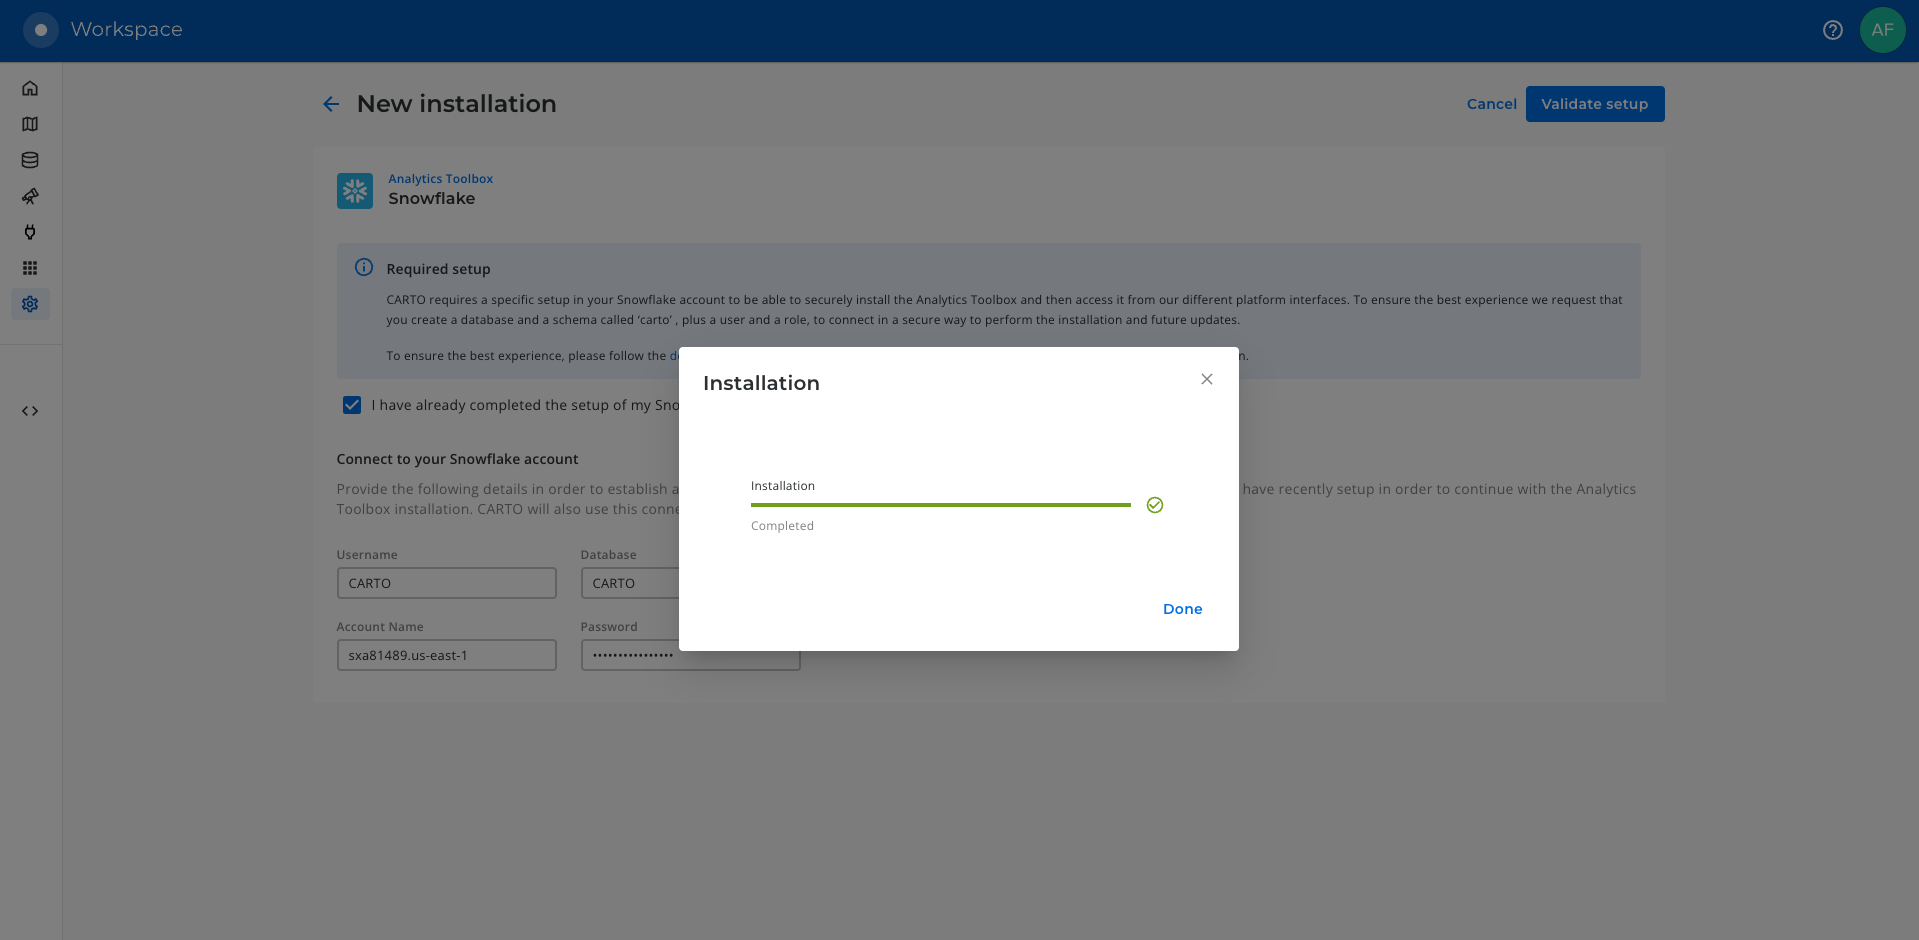 Workspace
AF
New installation
Cancel
Validate setup
Analytics Toolbox
Snowflake
Required setup
CARTO requires a specific setup in your Snowflake account to be able to securely install the Analytics Toolbox and then access it from our different platform interfaces. To ensure the best experience we request that
you create a database and a schema called ‘carto’ , plus a user and a role, to connect in a secure way to perform the installation and future updates.
To ensure the best experience, please follow the
I have already completed the setup of my
Installation
Installation
Completed
Done
Connect to your Snowflake account
Provide the following details in order to establish a have recently setup in order to continue with the Analytics
Toolbox installation. CARTO will also use this
Username
Database
CARTO
CARTO
Account Name
Password
sxa81489.us-east-1
••••••••••••••••